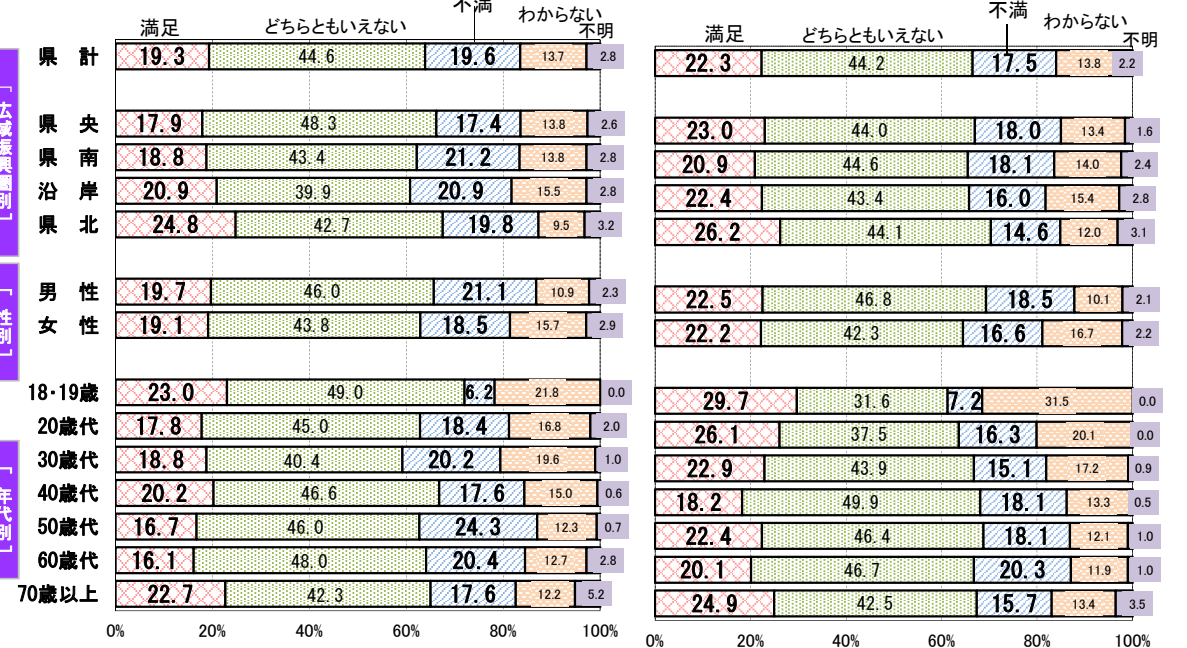 満足 どちらともいえない 不満 わからない 不明
満足 どちらともいえない 不満 わからない 不明
[広域振興圏別]
県 計 19.3 44.6 19.6 13.7 2.8 22.3 44.2 17.5 13.8 2.2
県 央 17.9 48.3 17.4 13.8 2.6 23.0 44.0 18.0 13.4 1.6
県 南 18.8 43.4 21.2 13.8 2.8 20.9 44.6 18.1 14.0 2.4
沿 岸 20.9 39.9 20.9 15.5 2.8 22.4 43.4 16.0 15.4 2.8
県 北 24.8 42.7 19.8 9.5 3.2 26.2 44.1 14.6 12.0 3.1
[性別]
男 性 19.7 46.0 21.1 10.9 2.3 22.5 46.8 18.5 10.1 2.1
女 性 19.1 43.8 18.5 15.7 2.9 22.2 42.3 16.6 16.7 2.2
[年代別]
18・19歳 23.0 49.0 6.2 21.8 0.0 29.7 31.6 7.2 31.5 0.0
20歳代 17.8 45.0 18.4 16.8 2.0 26.1 37.5 16.3 20.1 0.0
30歳代 18.8 40.4 20.2 19.6 1.0 22.9 43.9 15.1 17.2 0.9
40歳代 20.2 46.6 17.6 15.0 0.6 18.2 49.9 18.1 13.3 0.5
50歳代 16.7 46.0 24.3 12.3 0.7 22.4 46.4 18.1 12.1 1.0
60歳代 16.1 48.0 20.4 12.7 2.8 20.1 46.7 20.3 11.9 1.0
70歳以上 22.7 42.3 17.6 12.2 5.2 24.9 42.5 15.7 13.4 3.5
0% 20% 40% 60% 80% 100% 0% 20% 40% 60% 80% 100%